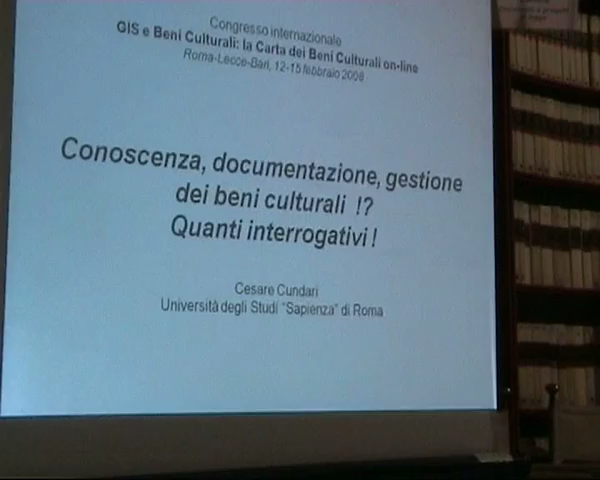 Congresso internazionale
GIS e Beni Culturali: la Carta dei Beni Culturali on-line
Roma-Lecce-Bari, 12-15 febbraio 2008
Conoscenza, documentazione, gestione
dei beni culturali !?
Quanti interrogativi !
Cesare Cundari
Università degli Studi "Sapienza" di Roma